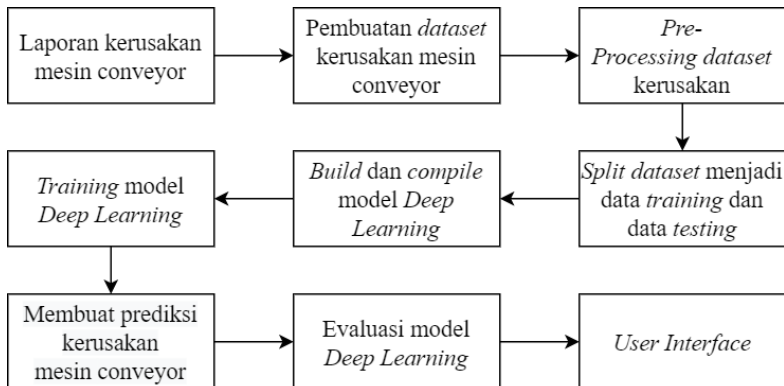 Laporan kerusakan
mesin conveyor
Pembuatan dataset
kerusakan mesin
conveyor
Pre-
Processing dataset
kerusakan
Split dataset menjadi
data training dan
data testing
Build dan compile
model Deep
Learning
Training model
Deep Learning
Membuat prediksi
kerusakan
mesin conveyor
Evaluasi model
Deep Learning
User Interface